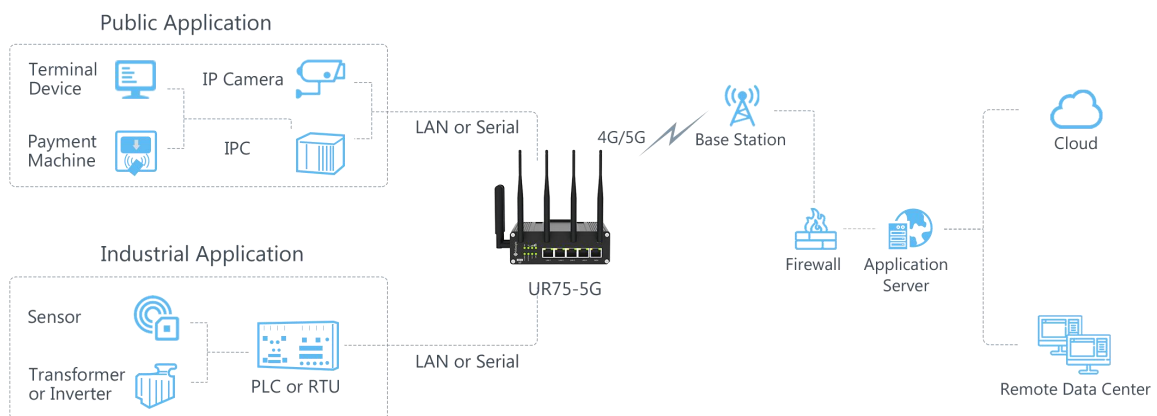 Public Application
Terminal
Device
IP Camera
Payment
Machine
IPC
LAN or Serial
4G/5G
Base Station
Cloud
UR75-5G
Firewall
Application
Server
Industrial Application
Sensor
Transformer
or Inverter
PLC or RTU
LAN or Serial
Remote Data Center